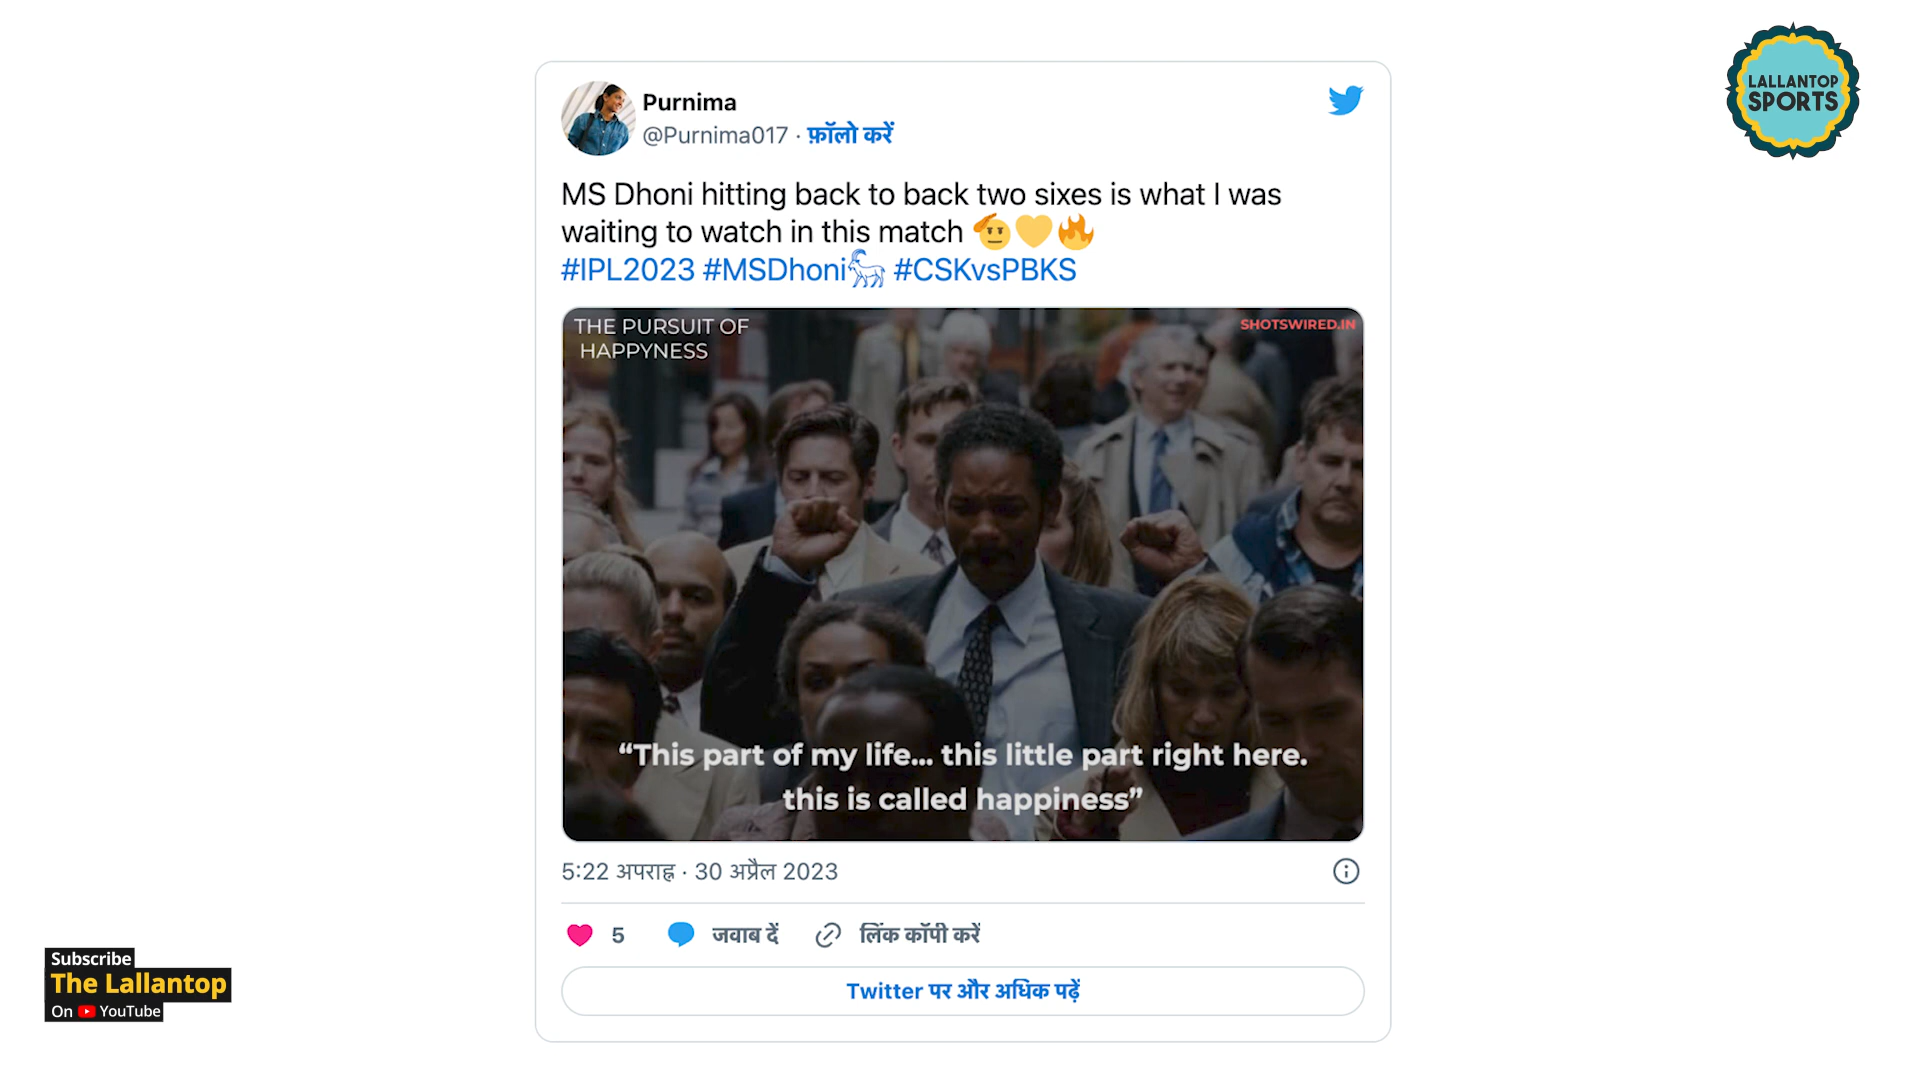 LALLANTOP
SPORTS
Purnima
@Purnima017 · फ़ॉलो करें
MS Dhoni hitting back to back two sixes is what I was
waiting to watch in this match 🫡💛🔥
#IPL2023 #MSDhoni🐐 #CSKvsPBKS
THE PURSUIT OF
HAPPYNESS
SHOTSWIRED.IN
“This part of my life... this little part right here.
this is called happiness”
5:22 अपराह्न · 30 अप्रैल 2023
5 जवाब दें लिंक कॉपी करें
Twitter पर और अधिक पढ़ें
Subscribe
The Lallantop
On YouTube